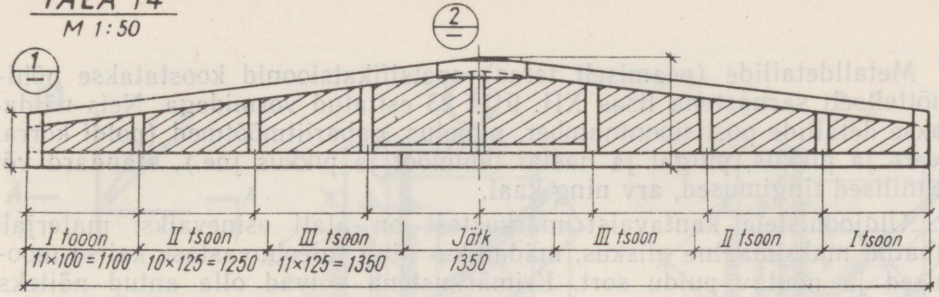 TALA 14
M 1:50
2
1
I tsoon
II tsoon
III tsoon
Jätk
III tsoon
II tsoon
I tsoon
11×100=1100
10×125=1250
11×125=1350
1350